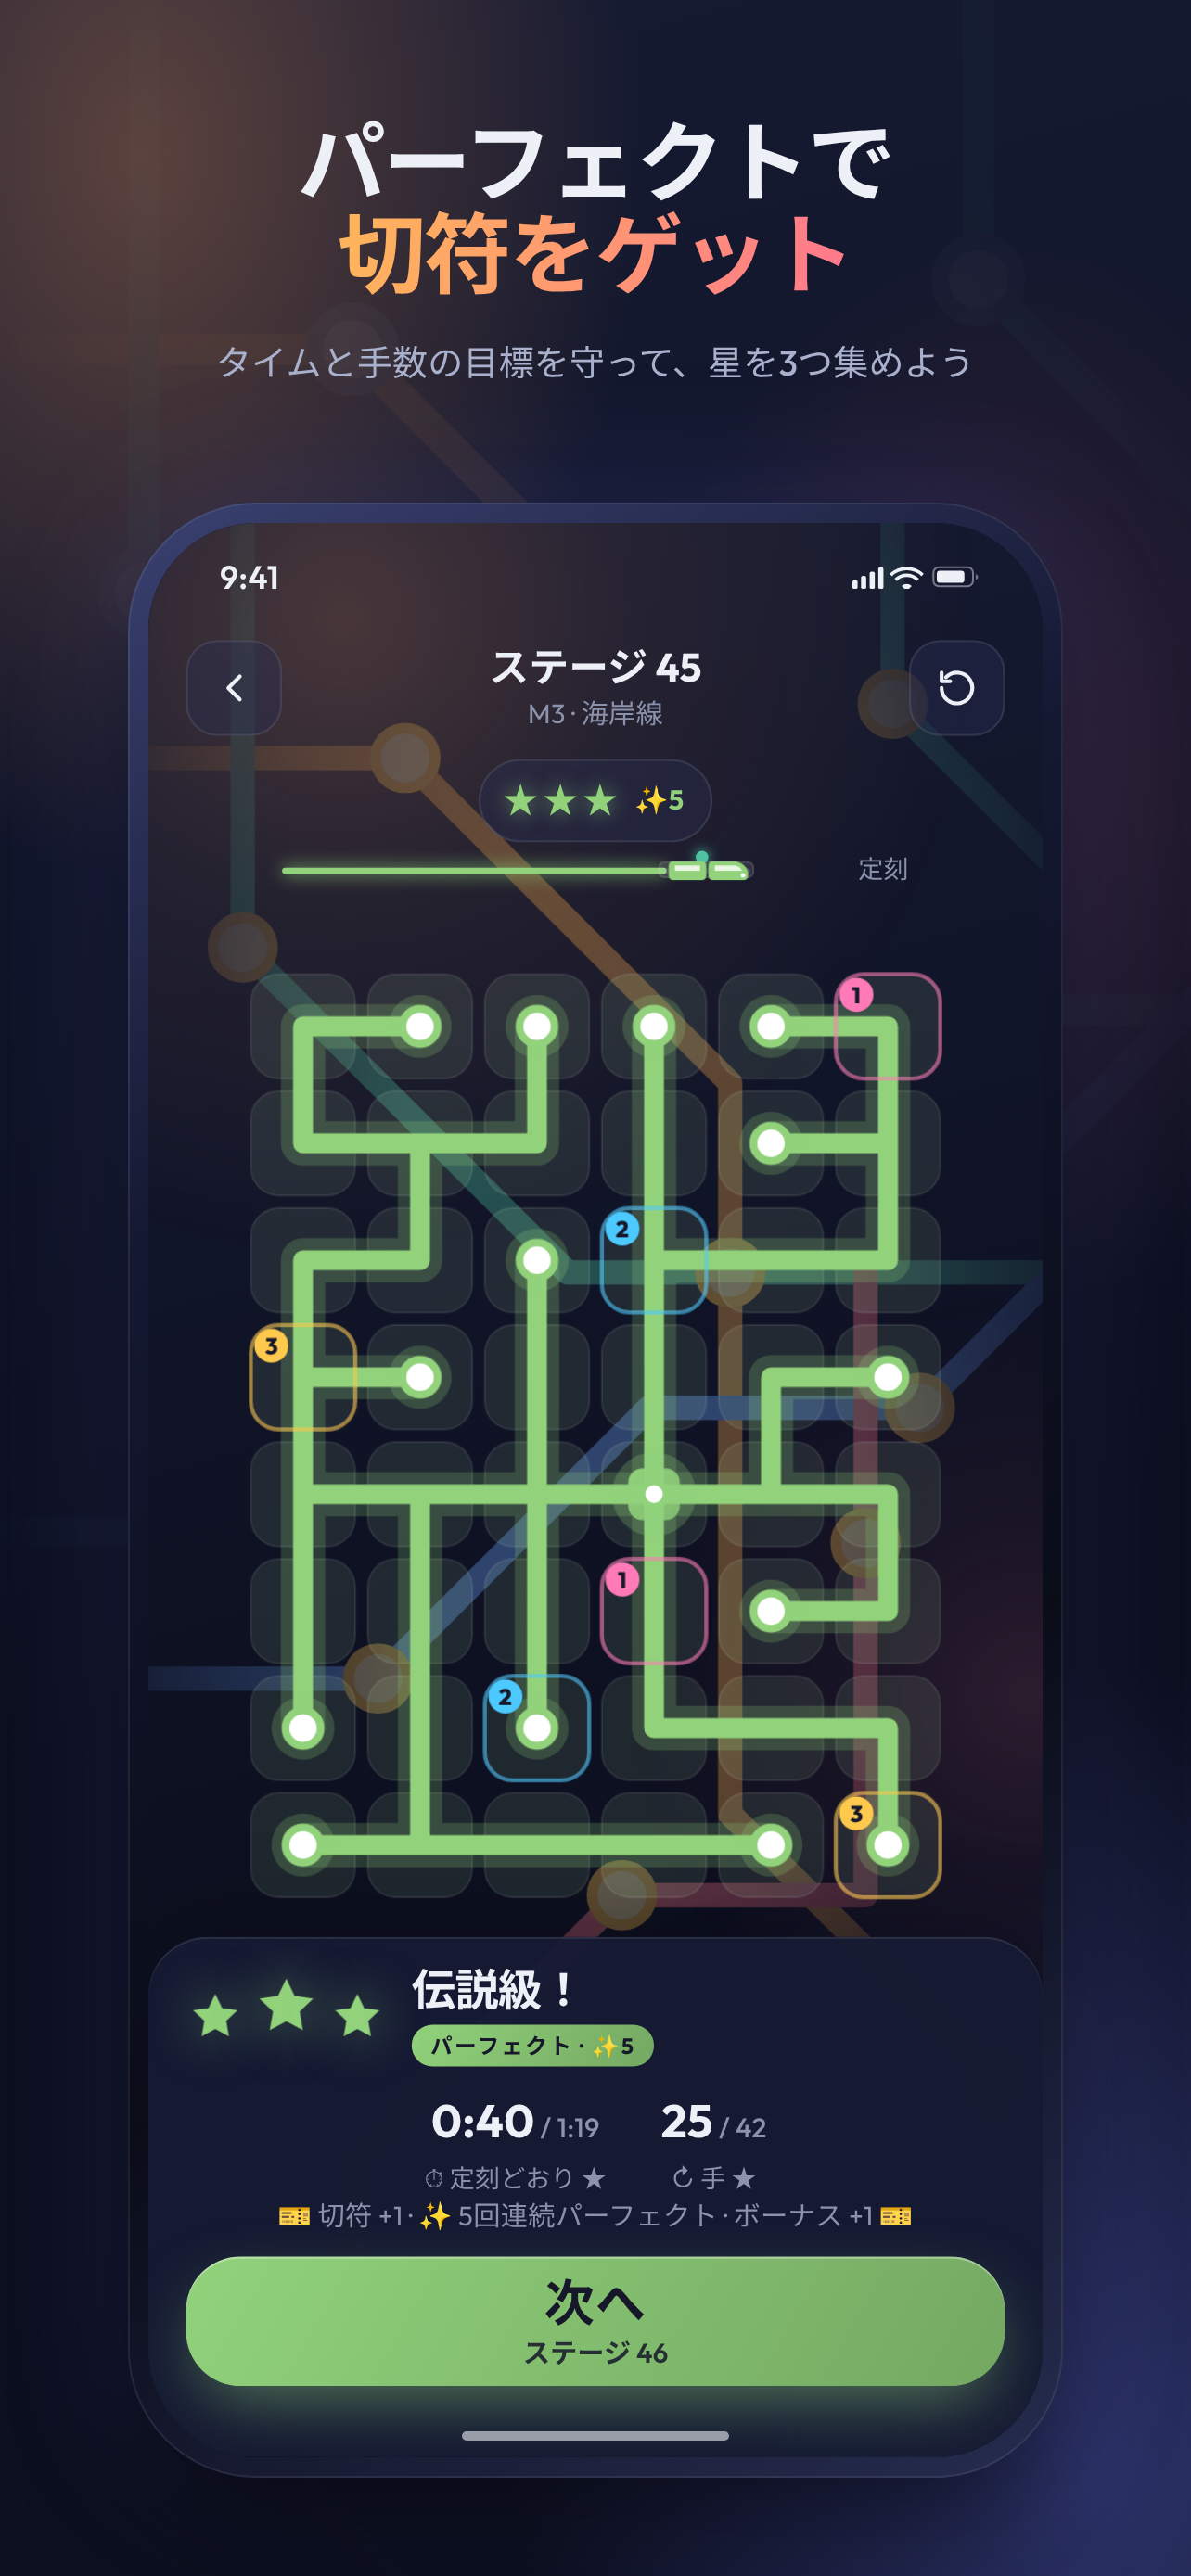 パーフェクトで
切符をゲット
タイムと手数の目標を守って、星を3つ集めよう
9:41
ステージ 45
M3·海岸線
★★★ ✨5
定刻
1
2
3
1
2
3
伝説級！
パーフェクト·✨5
0:40 / 1:19 25 / 42
⏱ 定刻どおり ★ ↻ 手 ★
🎫 切符 +1·✨ 5回連続パーフェクト·ボーナス +1 🎫
次へ
ステージ 46